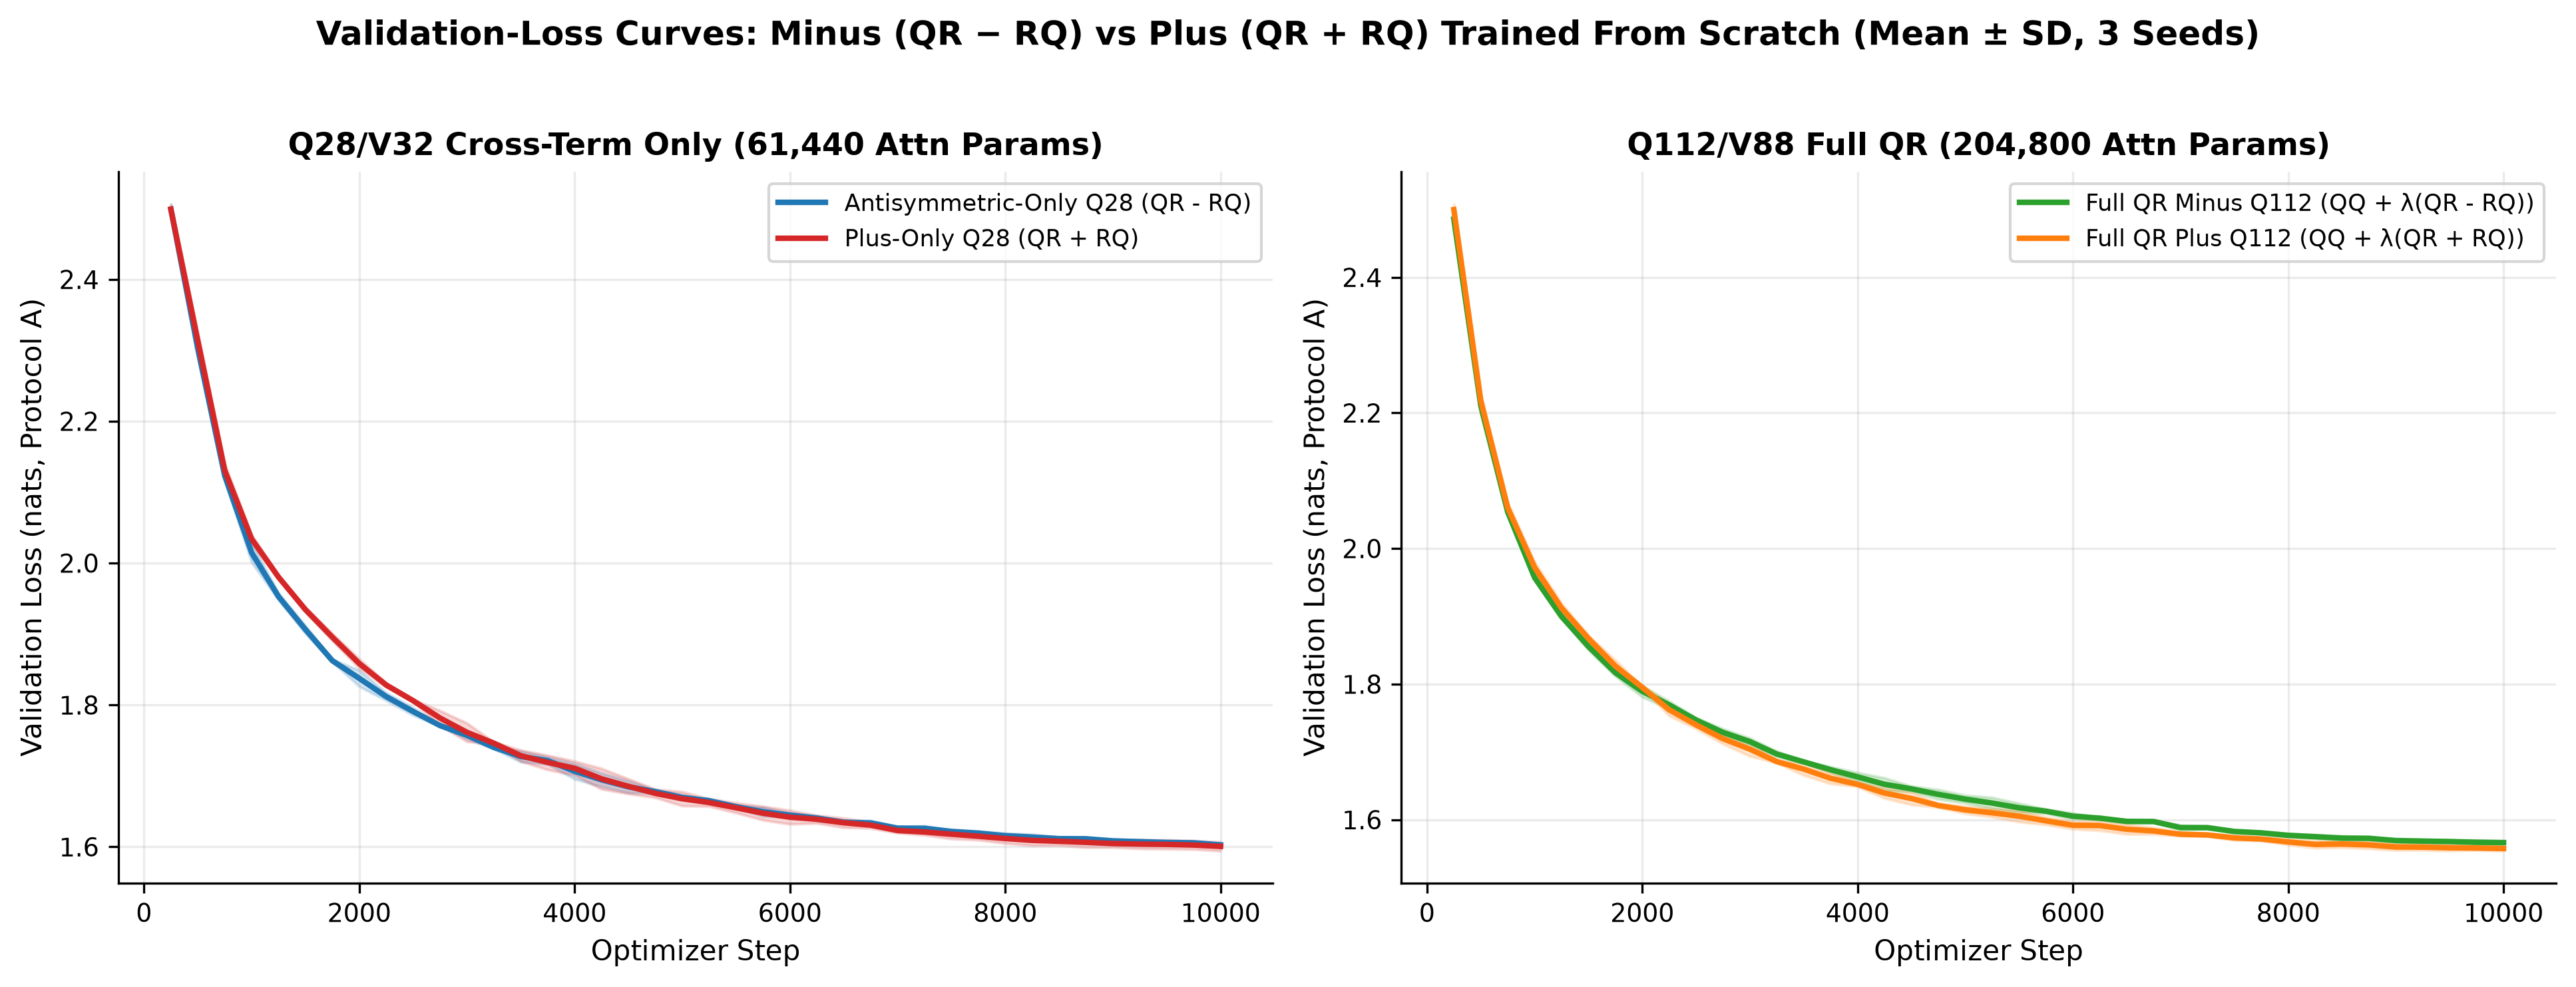 Validation-Loss Curves: Minus (QR − RQ) vs Plus (QR + RQ) Trained From Scratch (Mean ± SD, 3 Seeds)
Q28/V32 Cross-Term Only (61,440 Attn Params)
Antisymmetric-Only Q28 (QR - RQ)
Plus-Only Q28 (QR + RQ)
Validation Loss (nats, Protocol A)
2.4
2.2
2.0
1.8
1.6
0 2000 4000 6000 8000 10000
Optimizer Step
Q112/V88 Full QR (204,800 Attn Params)
Full QR Minus Q112 (QQ + λ(QR - RQ))
Full QR Plus Q112 (QQ + λ(QR + RQ))
Validation Loss (nats, Protocol A)
2.4
2.2
2.0
1.8
1.6
0 2000 4000 6000 8000 10000
Optimizer Step